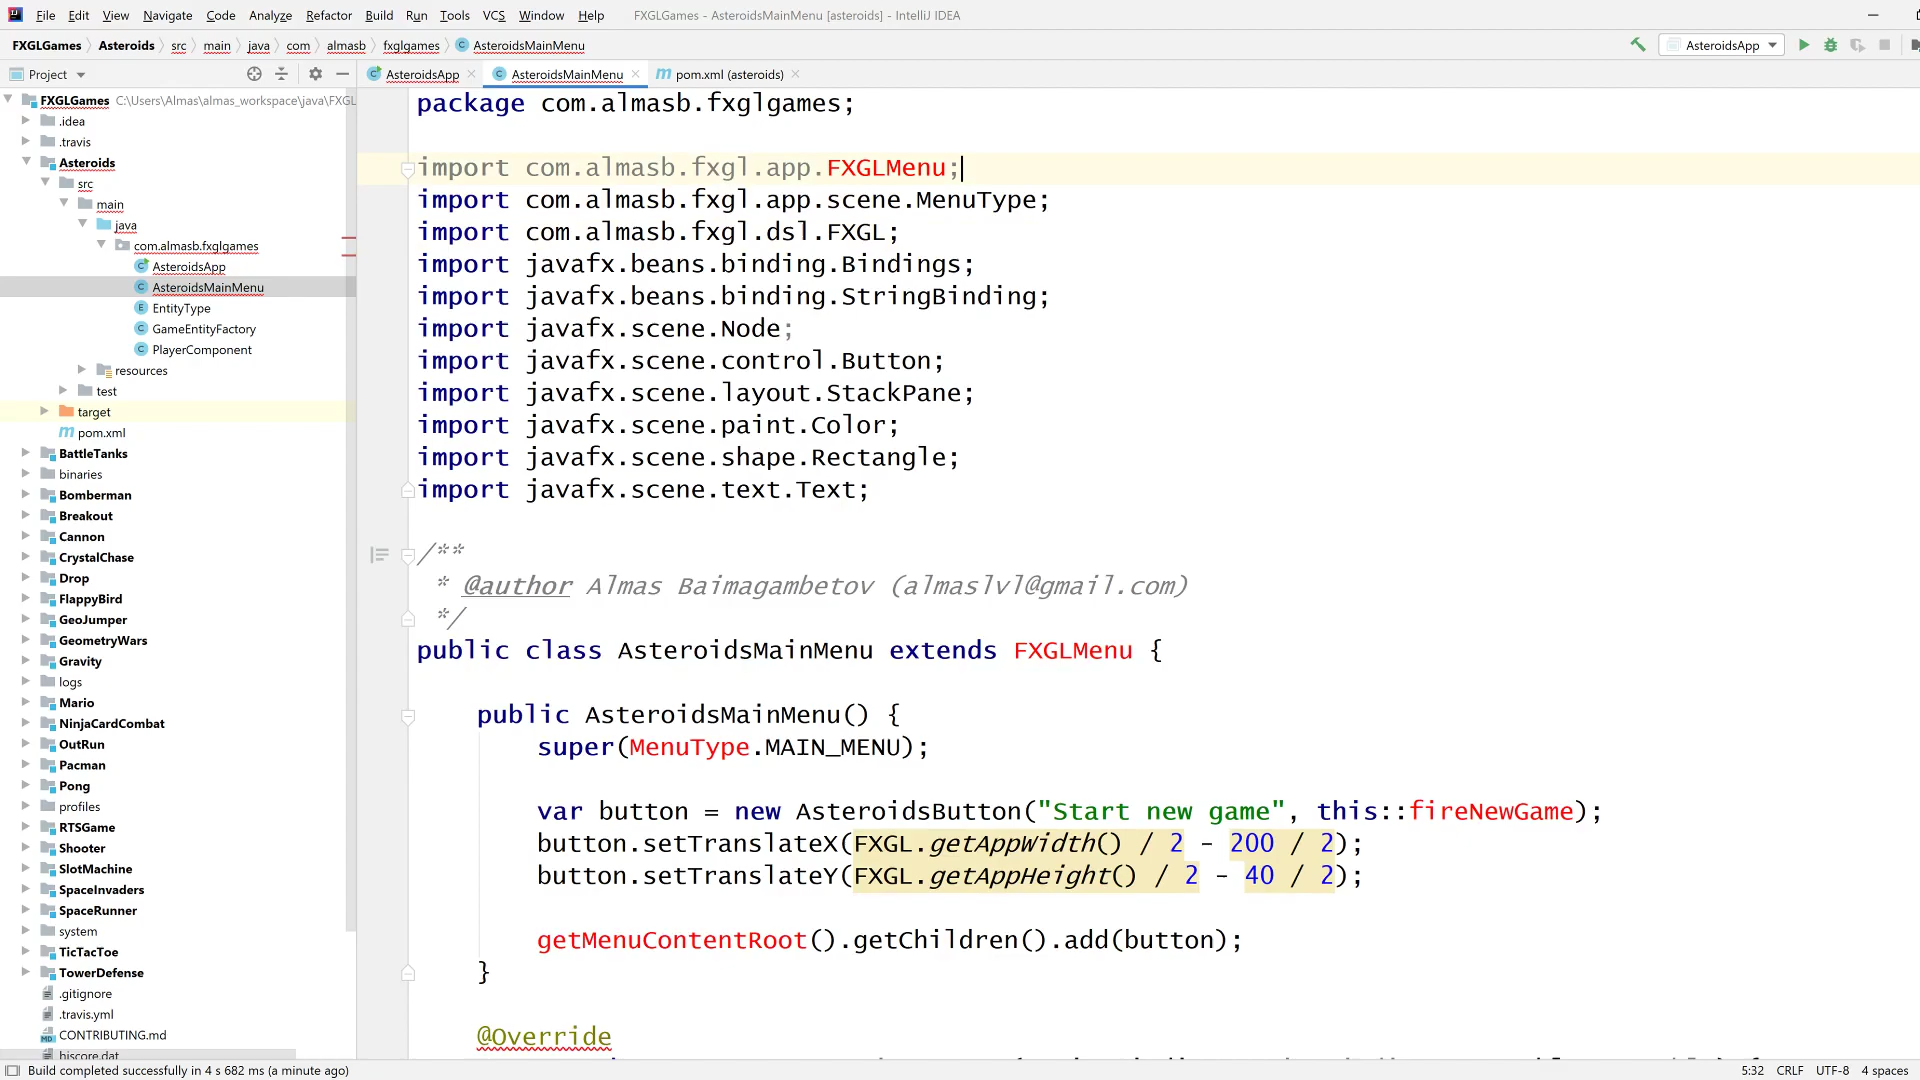 File Edit View Navigate Code Analyze Refactor Build Run Tools VCS Window Help FXGLGames - AsteroidsMainMenu [asteroids] - IntelliJ IDEA
FXGLGames Asteroids src main java com almasb fxglgames AsteroidsMainMenu AsteroidsApp
Project AsteroidsApp AsteroidsMainMenu pom.xml (asteroids)
FXGLGames C:\Users\Almas\almas_workspace\java\FXGL
.idea
.travis
Asteroids
src
main
java
com.almasb.fxglgames
AsteroidsApp
AsteroidsMainMenu
EntityType
GameEntityFactory
PlayerComponent
resources
test
target
pom.xml
BattleTanks
binaries
Bomberman
Breakout
Cannon
CrystalChase
Drop
FlappyBird
GeoJumper
GeometryWars
Gravity
logs
Mario
NinjaCardCombat
OutRun
Pacman
Pong
profiles
RTSGame
Shooter
SlotMachine
SpaceInvaders
SpaceRunner
system
TicTacToe
TowerDefense
.gitignore
.travis.yml
CONTRIBUTING.md
hiscore.dat
package com.almasb.fxglgames;
import com.almasb.fxgl.app.FXGLMenu;
import com.almasb.fxgl.app.scene.MenuType;
import com.almasb.fxgl.dsl.FXGL;
import javafx.beans.binding.Bindings;
import javafx.beans.binding.StringBinding;
import javafx.scene.Node;
import javafx.scene.control.Button;
import javafx.scene.layout.StackPane;
import javafx.scene.paint.Color;
import javafx.scene.shape.Rectangle;
import javafx.scene.text.Text;
/**
* @author Almas Baimagambetov (almaslvl@gmail.com)
*/
public class AsteroidsMainMenu extends FXGLMenu {
public AsteroidsMainMenu() {
super(MenuType.MAIN_MENU);
var button = new AsteroidsButton("Start new game", this::fireNewGame);
button.setTranslateX(FXGL.getAppWidth() / 2 - 200 / 2);
button.setTranslateY(FXGL.getAppHeight() / 2 - 40 / 2);
getMenuContentRoot().getChildren().add(button);
}
@Override
Build completed successfully in 4 s 682 ms (a minute ago) 5:32 CRLF UTF-8 4 spaces